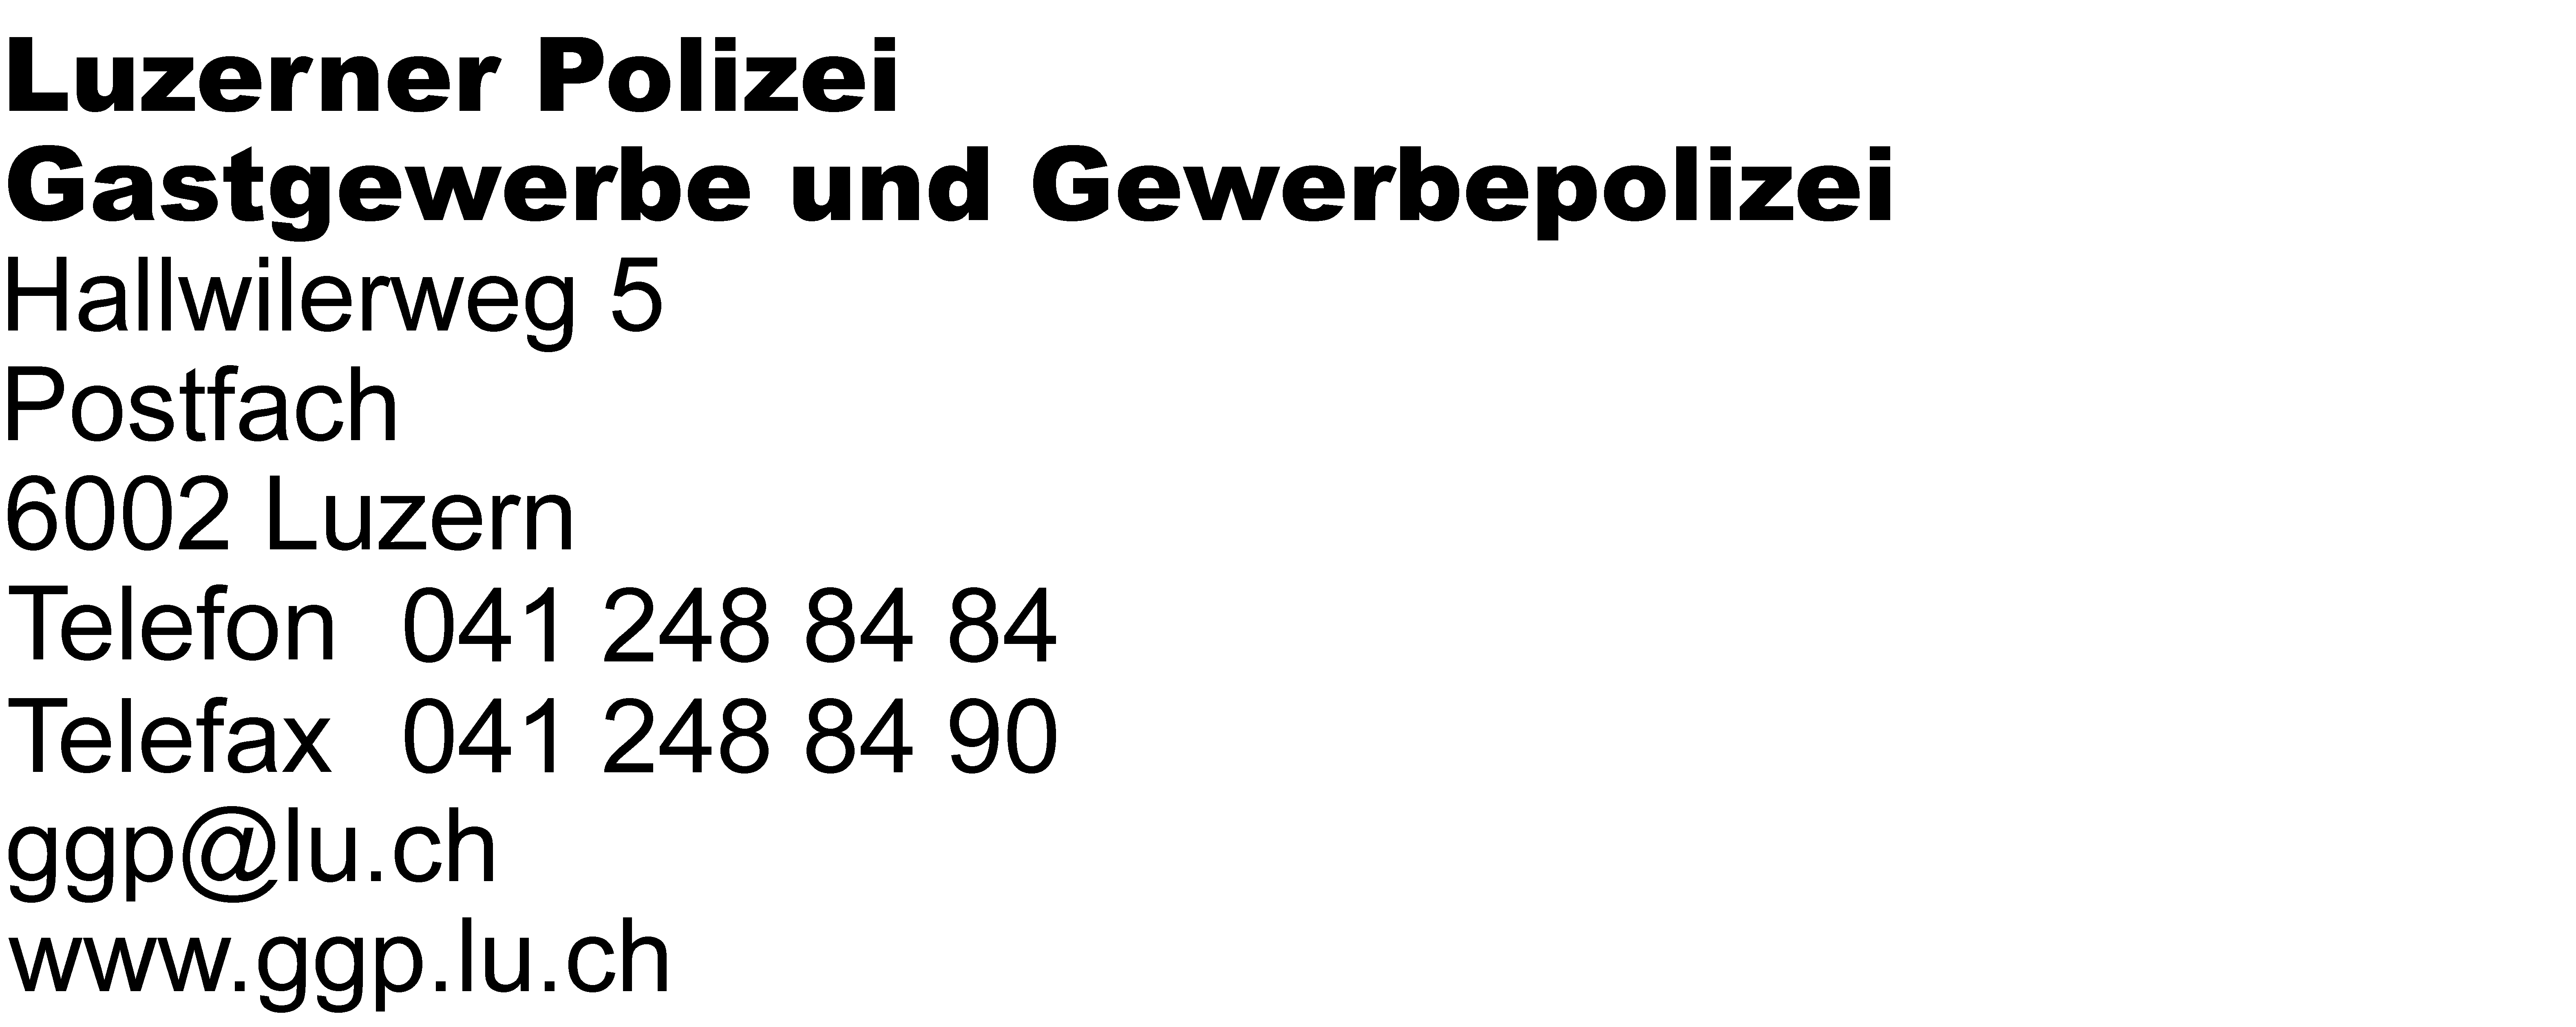 Luzerner Polizei
Gastgewerbe und Gewerbepolizei
Hallwilerweg 5
Postfach
6002 Luzern
Telefon 041 248 84 84
Telefax 041 248 84 90
ggp@lu.ch
www.ggp.lu.ch